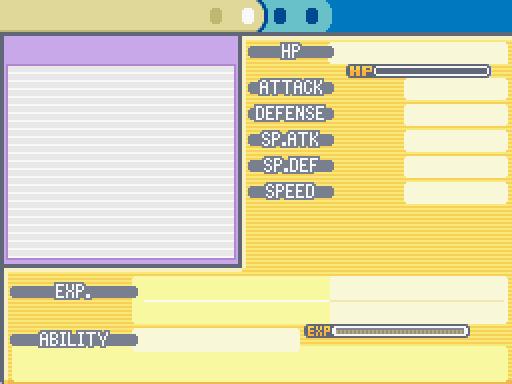 HP
HP
ATTACK
DEFENSE
SP.ATK
SP.DEF
SPEED
EXP.
EXP
ABILITY